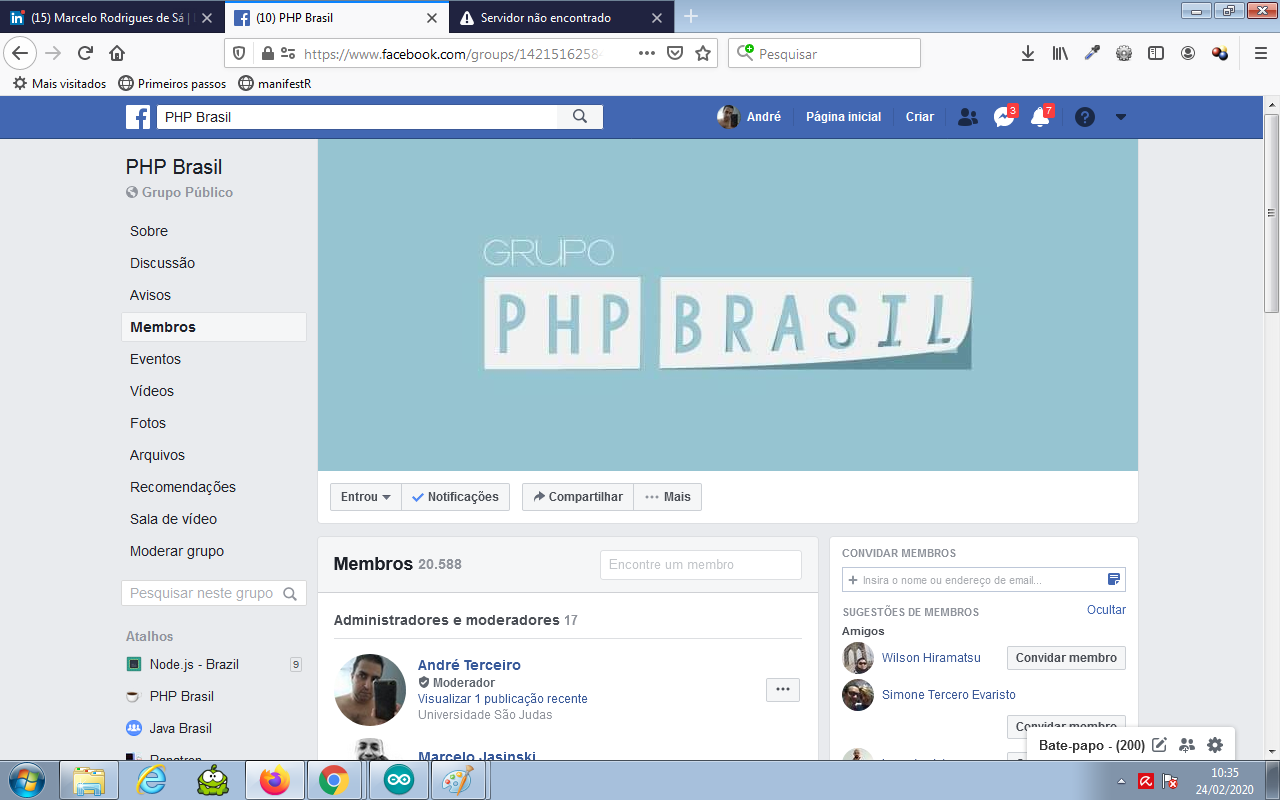 (15) Marcelo Rodrigues de Sá |
(10) PHP Brasil
Servidor não encontrado
https://www.facebook.com/groups/1421516258
Pesquisar
Mais visitados
Primeiros passos
manifestR
PHP Brasil
André
Página inicial
Criar
3
7
PHP Brasil
Grupo Público
Sobre
Discussão
Avisos
Membros
Eventos
Vídeos
Fotos
Arquivos
Recomendações
Sala de vídeo
Moderar grupo
Pesquisar neste grupo
Atalhos
Node.js - Brazil
9
PHP Brasil
Java Brasil
GRUPO
PHP BRASIL
Entrou
Notificações
Compartilhar
Mais
Membros 20.588
Encontre um membro
Administradores e moderadores 17
André Terceiro
Moderador
Visualizar 1 publicação recente
Universidade São Judas
Marcelo Jasinski
CONVIDAR MEMBROS
+ Insira o nome ou endereço de email...
SUGESTÕES DE MEMBROS
Ocultar
Amigos
Wilson Hiramatsu
Convidar membro
Simone Tercero Evaristo
Convidar membro
Bate-papo - (200)
10:35
24/02/2020